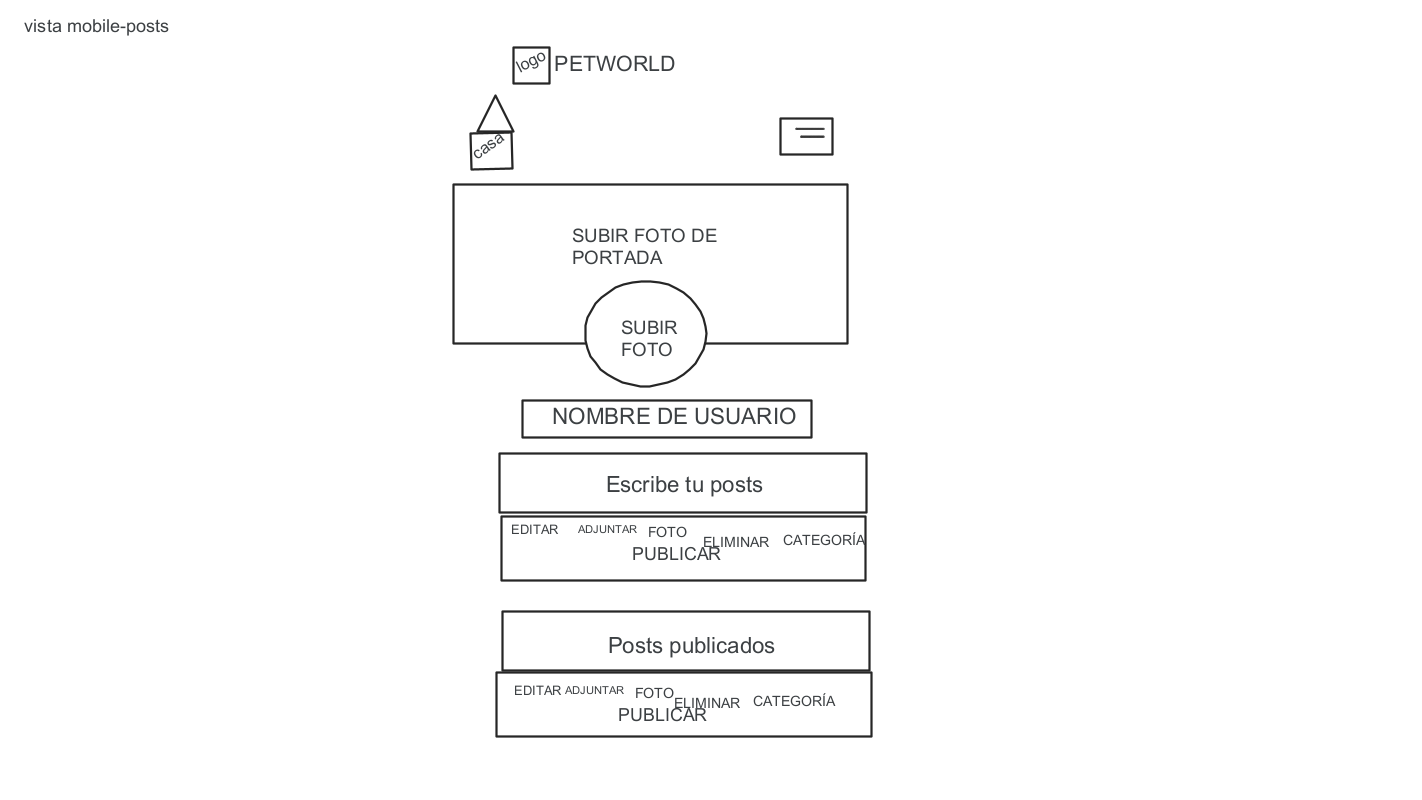 vista mobile-posts
logo PETWORLD
casa
SUBIR FOTO DE
PORTADA
SUBIR
FOTO
NOMBRE DE USUARIO
Escribe tu posts
EDITAR ADJUNTAR FOTO ELIMINAR CATEGORÍA
PUBLICAR
Posts publicados
EDITAR ADJUNTAR FOTO ELIMINAR CATEGORÍA
PUBLICAR